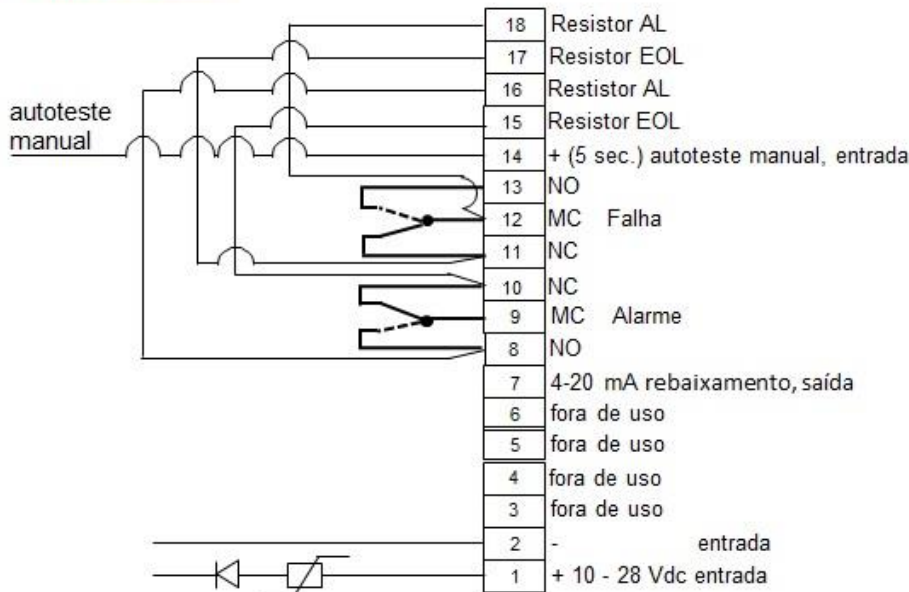 18 Resistor AL
17 Resistor EOL
16 Restistor AL
15 Resistor EOL
autoteste
manual
14 + (5 sec.) autoteste manual, entrada
13 NO
12 MC Falha
11 NC
10 NC
9 MC Alarme
8 NO
7 4-20 mA rebaixamento, saída
6 fora de uso
5 fora de uso
4 fora de uso
3 fora de uso
2 - entrada
1 + 10 - 28 Vdc entrada